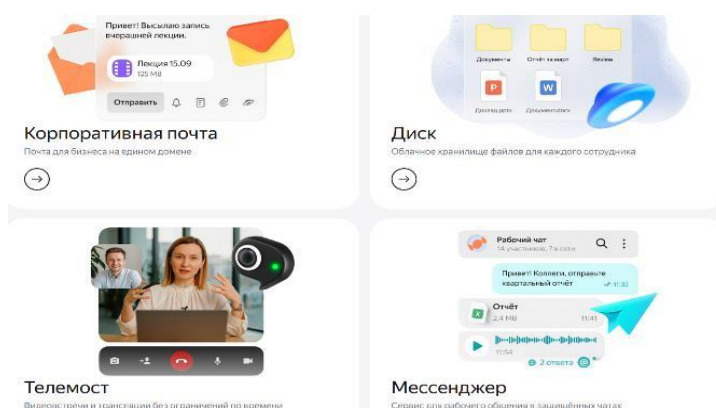 Привет! Высылаю запись
вчерашней лекции.
Лекция 15.09
125 МВ
Отправить
Корпоративная почта
Почта для бизнеса на едином домене
Документы
Отчёт за март
Review
P
W
Доклад.pptx
Документ.docx
Диск
Облачное хранилище файлов для каждого сотрудника
Телемост
Видеовстречи и трансляции без ограничений по времени
Рабочий чат
14 участников, 7 в сети
Привет! Коллеги, отправьте
квартальный отчёт
11:32
X
Отчёт
2,4 МВ
11:41
11:54
2 ответа
Мессенджер
Сервис для рабочего общения в защищённых чатах